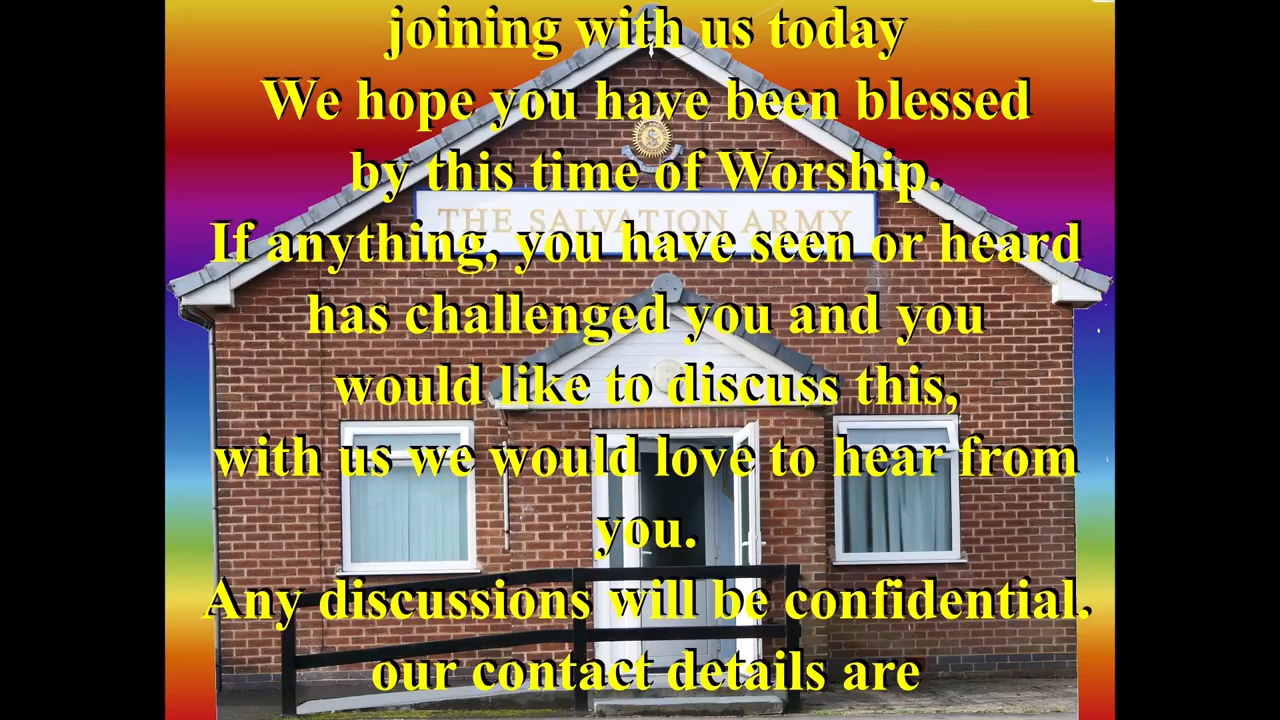 joining with us today
We hope you have been blessed
by this time of Worship.
THE SALVATION ARMY
If anything, you have seen or heard
has challenged you and you
would like to discuss this,
with us we would love to hear from
you.
Any discussions will be confidential.
our contact details are